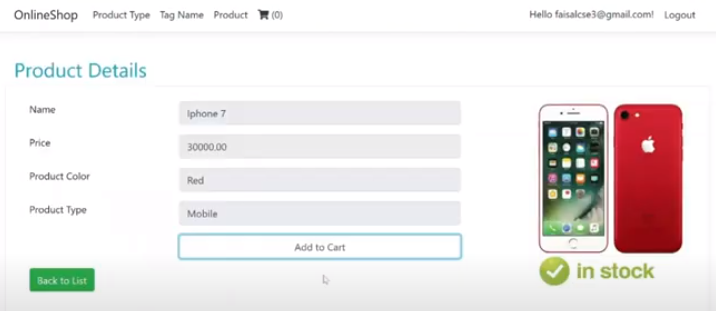 OnlineShop Product Type Tag Name Product (0) Hello faisalcse3@gmail.com! Logout
Product Details
Name Iphone 7
Price 30000.00
Product Color Red
Product Type Mobile
Add to Cart
Back to List
in stock